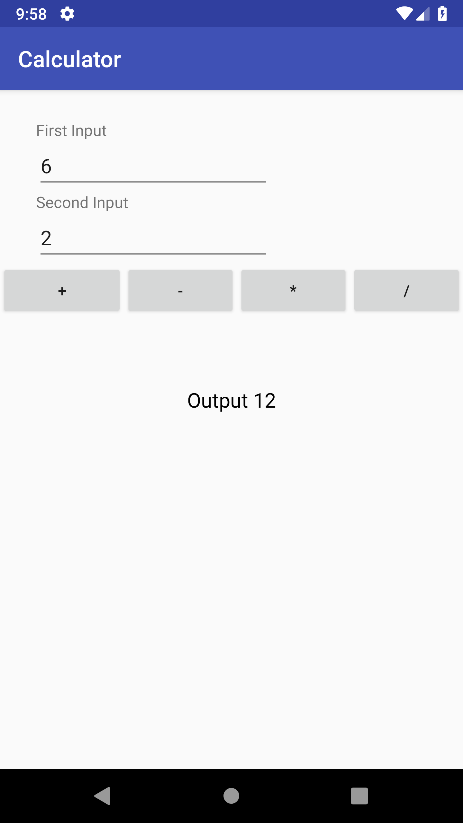 9:58
Calculator
First Input
6
Second Input
2
+ - * /
Output 12